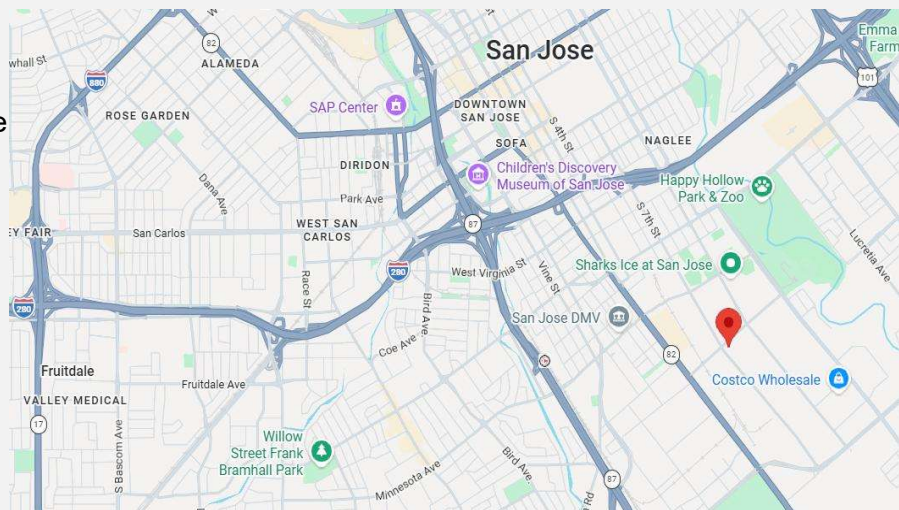 San Jose
Emma
Farm
82
ALAMEDA
whall St
880
101
ROSE GARDEN
SAP Center
DOWNTOWN
SAN JOSE
S 4th St
e
SOFA
NAGLEE
DIRIDON
Children's Discovery
Museum of San Jose
Happy Hollow
Park & Zoo
Dana Ave
Park Ave
S 7th St
WEST SAN
CARLOS
87
EY FAIR
San Carlos
Lucretia Ave
280
West Virginia St
Vine St
Sharks Ice at San Jose
Race St
Bird Ave
280
San Jose DMV
Coe Ave
82
Fruitdale
Fruitdale Ave
Costco Wholesale
VALLEY MEDICAL
17
S Bascom Ave
Willow
Street Frank
Bramhall Park
Bird Ave.
Minnesota Ave
87